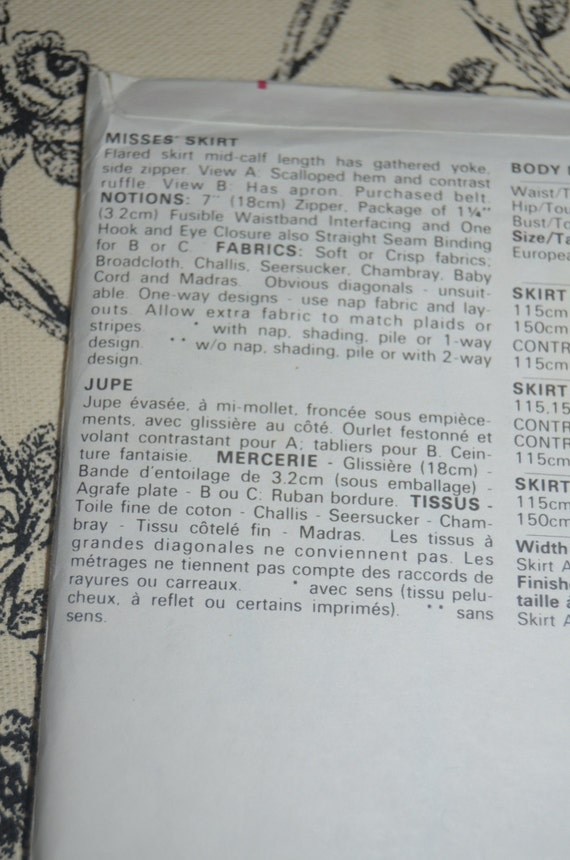 MISSES' SKIRT
Flared skirt mid-calf length has gathered yoke,
side zipper. View A: Scalloped hem and contrast
ruffle. View B: Has apron. Purchased belt.
NOTIONS: 7" (18cm) Zipper, Package of 1¼"
(3.2cm) Fusible Waistband Interfacing and One
Hook and Eye Closure also Straight Seam Binding
for B or C. FABRICS: Soft or Crisp fabrics;
Broadcloth, Challis, Seersucker, Chambray, Baby
Cord and Madras. Obvious diagonals - unsuit-
able. One-way designs - use nap fabric and lay-
outs. Allow extra fabric to match plaids or
stripes. * with nap, shading, pile or 1-way
design. ** w/o nap, shading, pile or with 2-way
design.
JUPE
Jupe évasée, à mi-mollet, froncée sous empièce-
ments, avec glissière au côté. Ourlet festonné et
volant contrastant pour A; tabliers pour B. Cein-
ture fantaisie. MERCERIE - Glissière (18cm) -
Bande d'entoilage de 3.2cm (sous emballage) -
Agrafe plate - B ou C: Ruban bordure. TISSUS -
Toile fine de coton - Challis - Seersucker - Cham-
bray - Tissu côtelé fin - Madras. Les tissus à
grandes diagonales ne conviennent pas. Les
métrages ne tiennent pas compte des raccords de
rayures ou carreaux. * avec sens (tissu pelu-
cheux, à reflet ou certains imprimés). ** sans
sens.
BODY
Waist/T
Hip/Tou
Bust/To
Size/Ta
Europea
SKIRT
115cm
150cm
CONTR
115cm
SKIRT
115,15
CONTR
CONTR
115cm
SKIRT
115cm
150cm
Width
Skirt A
Finishe
taille a
Skirt A